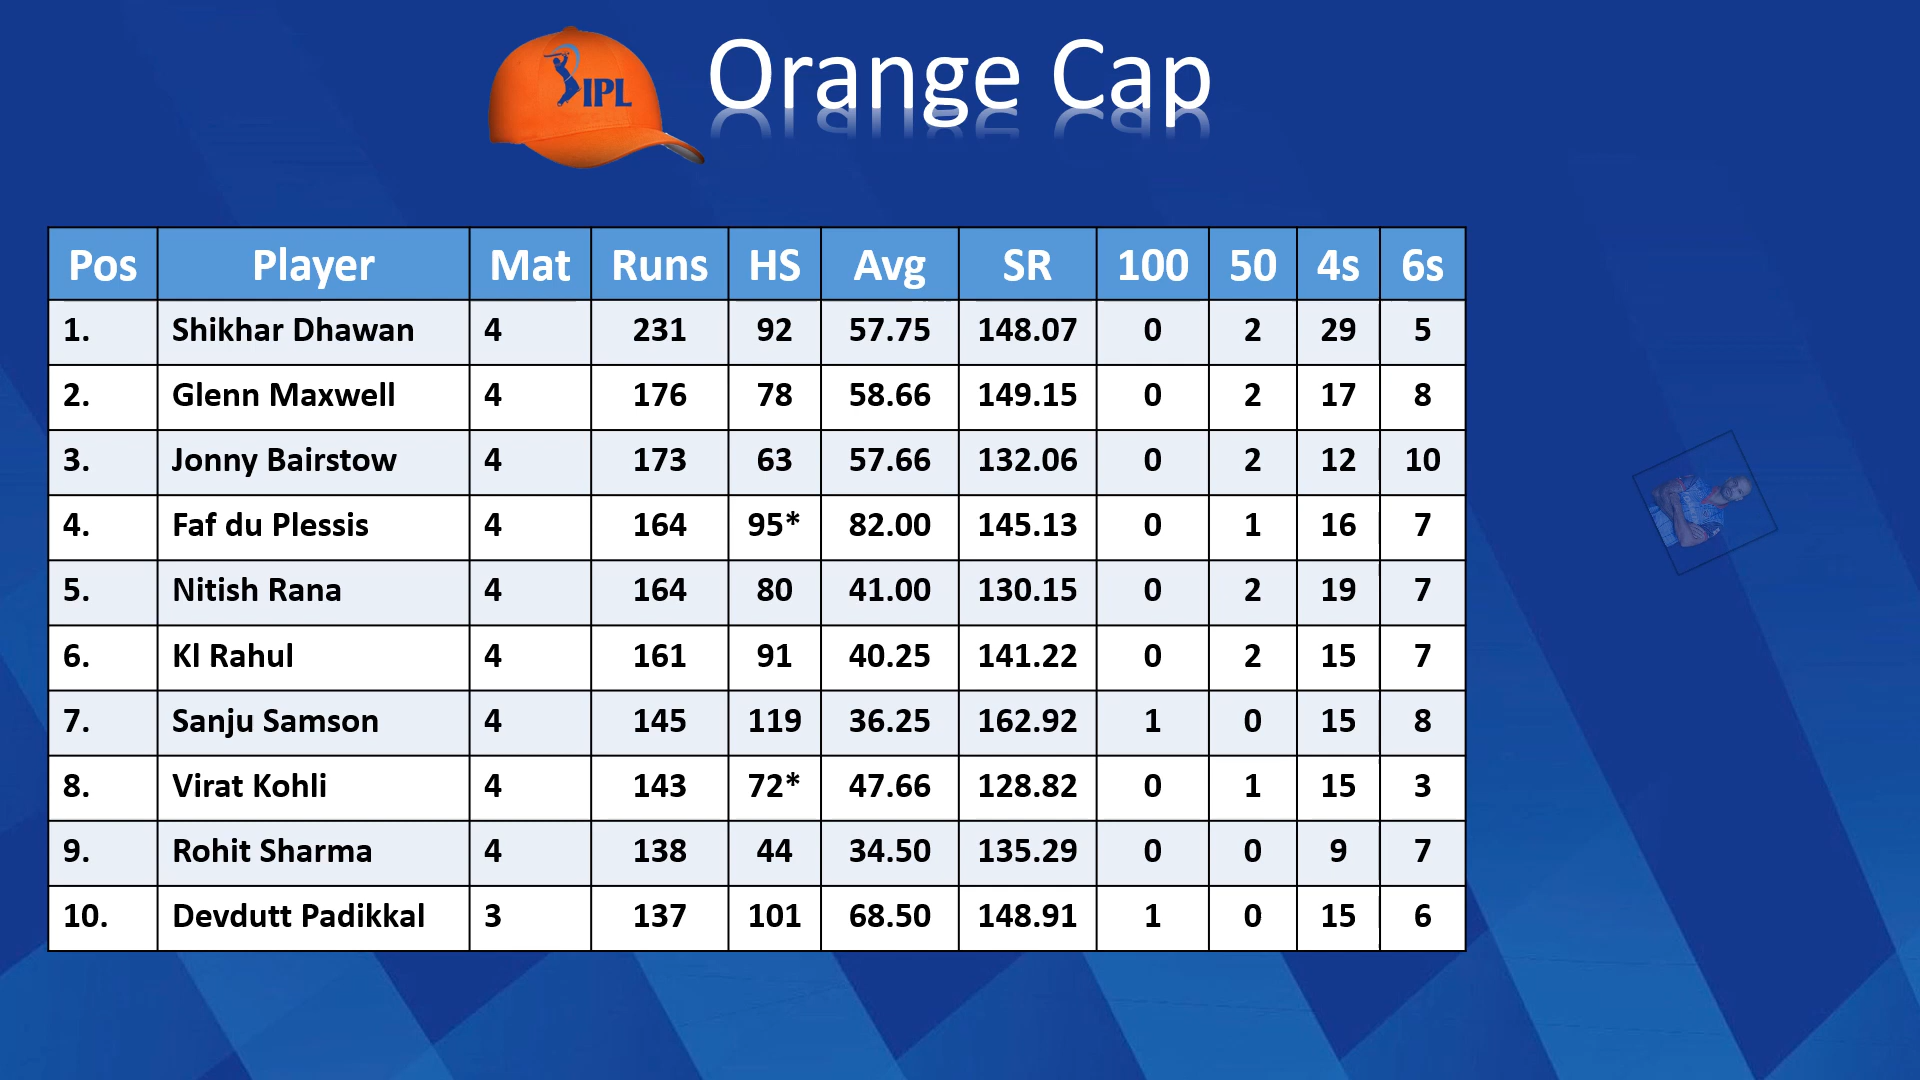 IPL
Orange Cap
Pos Player Mat Runs HS Avg SR 100 50 4s 6s
1. Shikhar Dhawan 4 231 92 57.75 148.07 0 2 29 5
2. Glenn Maxwell 4 176 78 58.66 149.15 0 2 17 8
3. Jonny Bairstow 4 173 63 57.66 132.06 0 2 12 10
4. Faf du Plessis 4 164 95* 82.00 145.13 0 1 16 7
5. Nitish Rana 4 164 80 41.00 130.15 0 2 19 7
6. Kl Rahul 4 161 91 40.25 141.22 0 2 15 7
7. Sanju Samson 4 145 119 36.25 162.92 1 0 15 8
8. Virat Kohli 4 143 72* 47.66 128.82 0 1 15 3
9. Rohit Sharma 4 138 44 34.50 135.29 0 0 9 7
10. Devdutt Padikkal 3 137 101 68.50 148.91 1 0 15 6